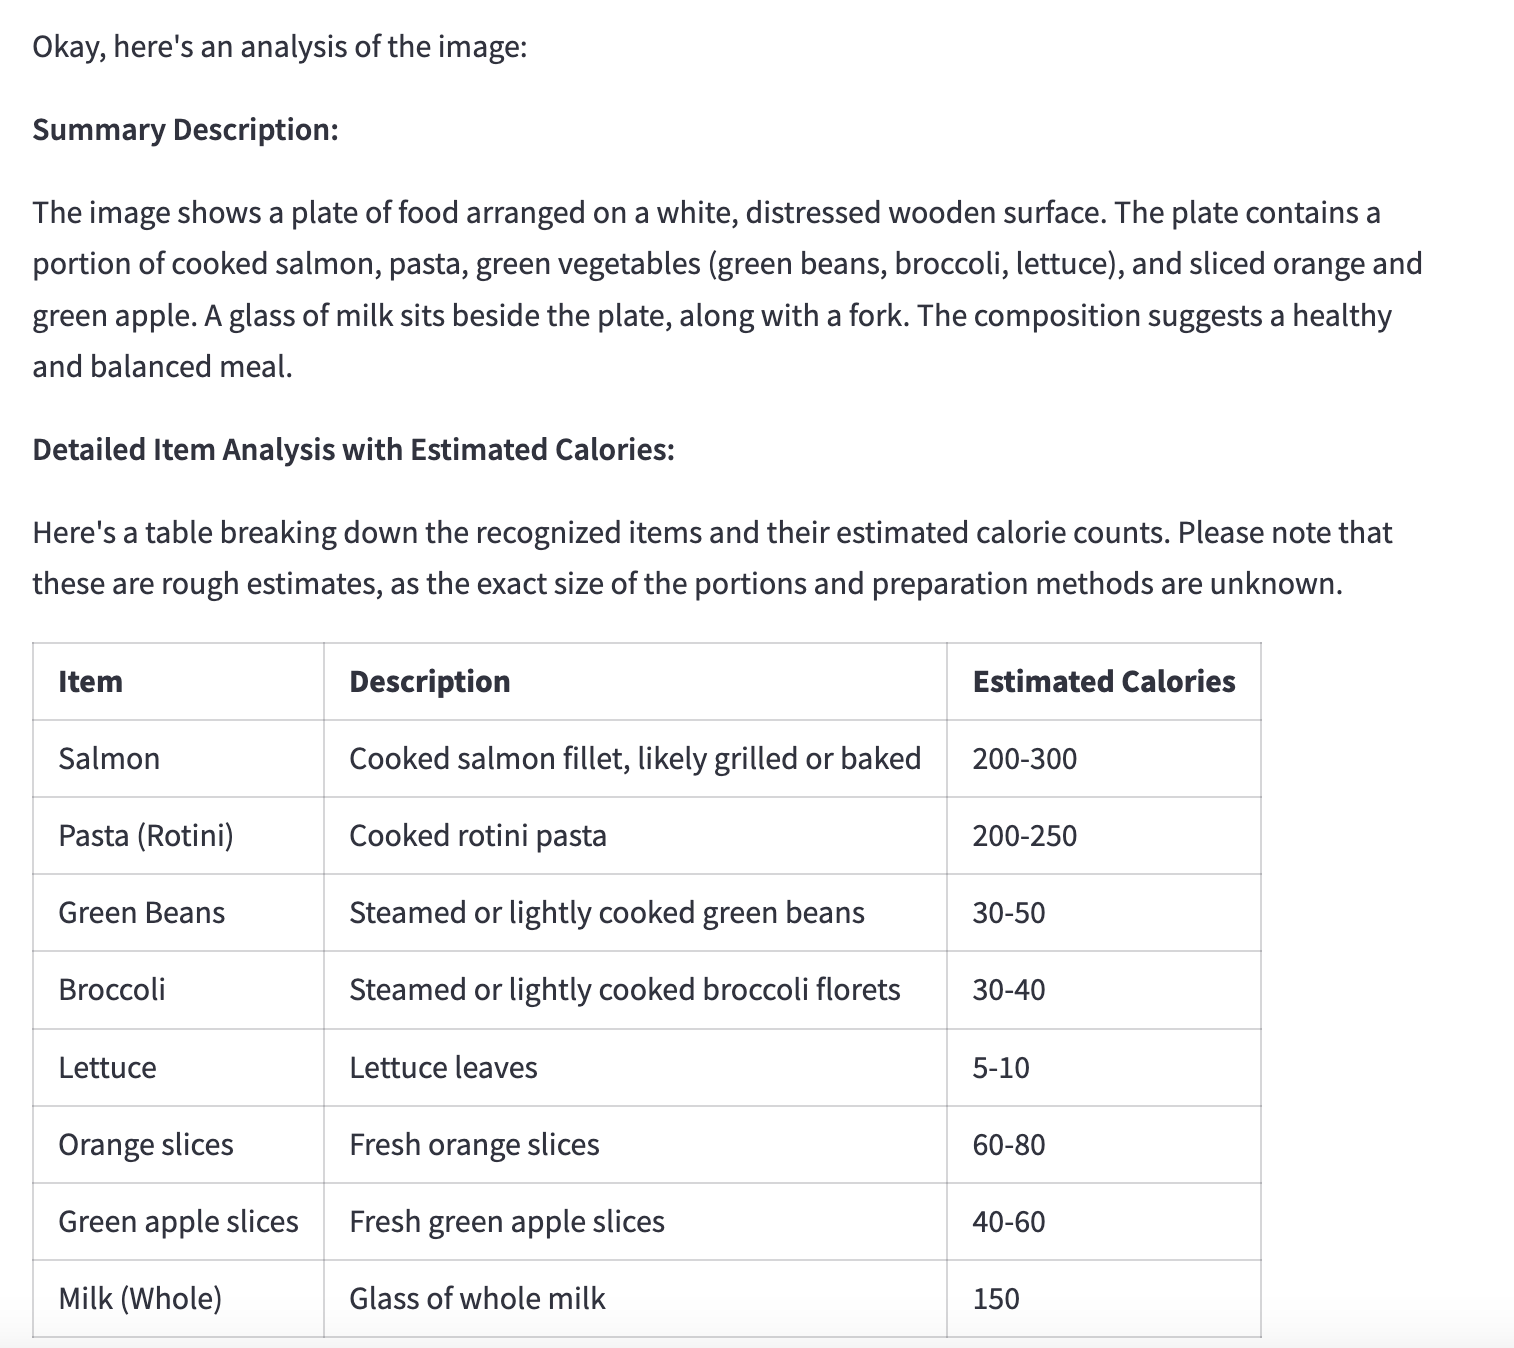 Okay, here's an analysis of the image:
Summary Description:
The image shows a plate of food arranged on a white, distressed wooden surface. The plate contains a
portion of cooked salmon, pasta, green vegetables (green beans, broccoli, lettuce), and sliced orange and
green apple. A glass of milk sits beside the plate, along with a fork. The composition suggests a healthy
and balanced meal.
Detailed Item Analysis with Estimated Calories:
Here's a table breaking down the recognized items and their estimated calorie counts. Please note that
these are rough estimates, as the exact size of the portions and preparation methods are unknown.
Item Description Estimated Calories
Salmon Cooked salmon fillet, likely grilled or baked 200-300
Pasta (Rotini) Cooked rotini pasta 200-250
Green Beans Steamed or lightly cooked green beans 30-50
Broccoli Steamed or lightly cooked broccoli florets 30-40
Lettuce Lettuce leaves 5-10
Orange slices Fresh orange slices 60-80
Green apple slices Fresh green apple slices 40-60
Milk (Whole) Glass of whole milk 150